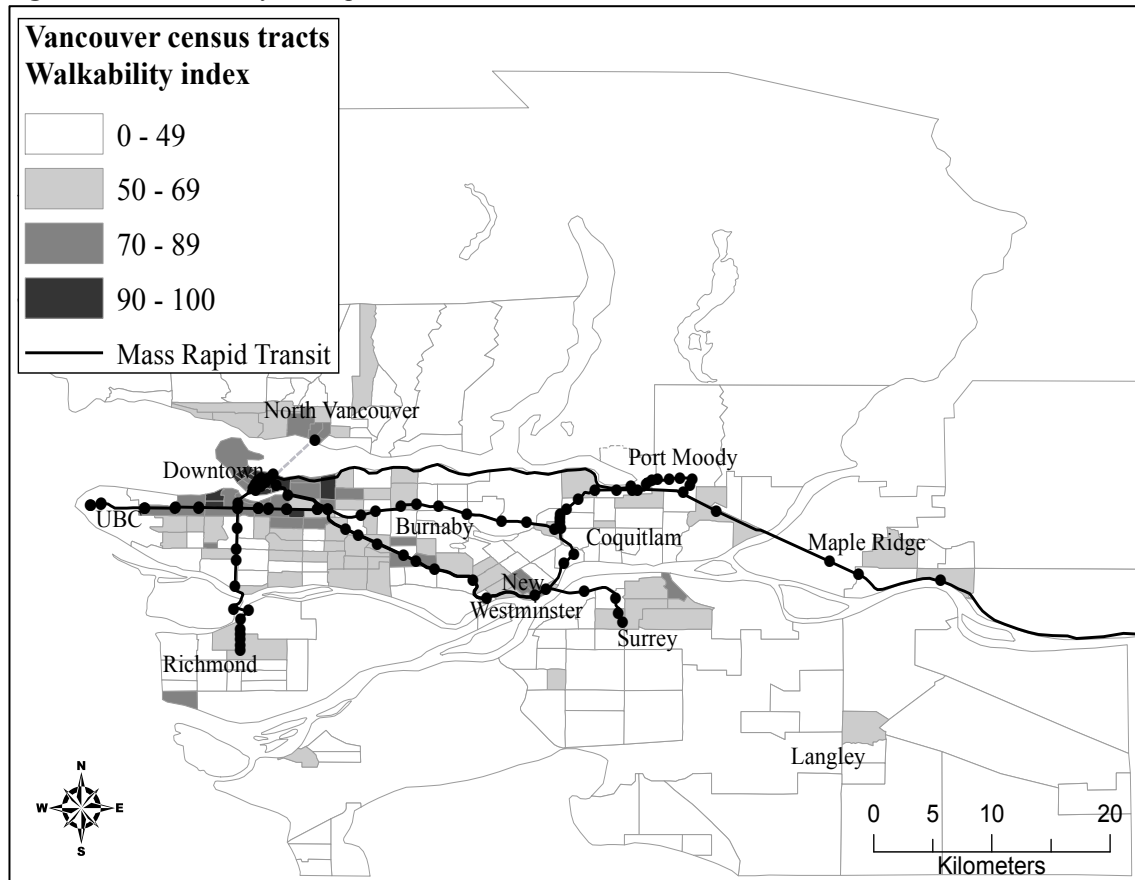 Vancouver census tracts
Walkability index
0 - 49
50 - 69
70 - 89
90 - 100
Mass Rapid Transit
North Vancouver
Downtown
Port Moody
UBC
Burnaby
Coquitlam
Maple Ridge
New
Westminster
Surrey
Richmond
Langley
N
W E
S
0 5 10 20
Kilometers